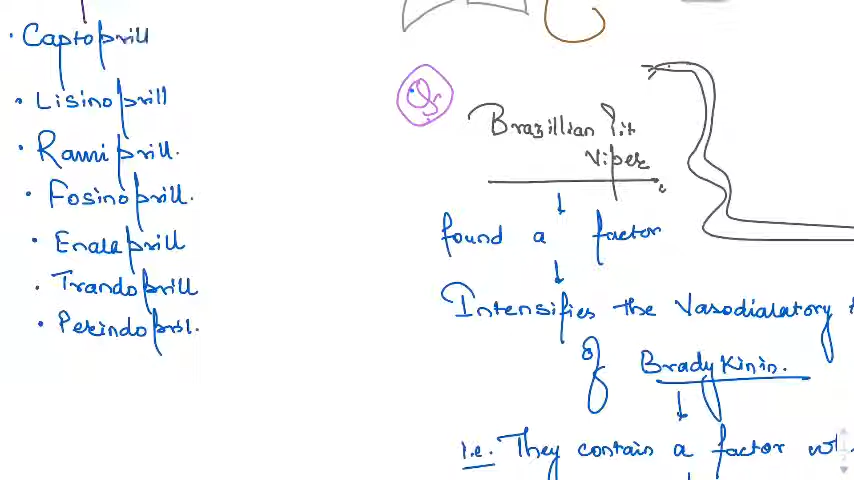 • Captoprill
• Lisinoprill
• Ramiprill.
• Fosinoprill.
• Enalaprill
• Trandoprill
• Perindopril.
Brazillian Pit
Viper
↓
found a factor
↓
Intensifies the Vasodialatory
of BradyKinin.
↓
i.e. They contain a factor